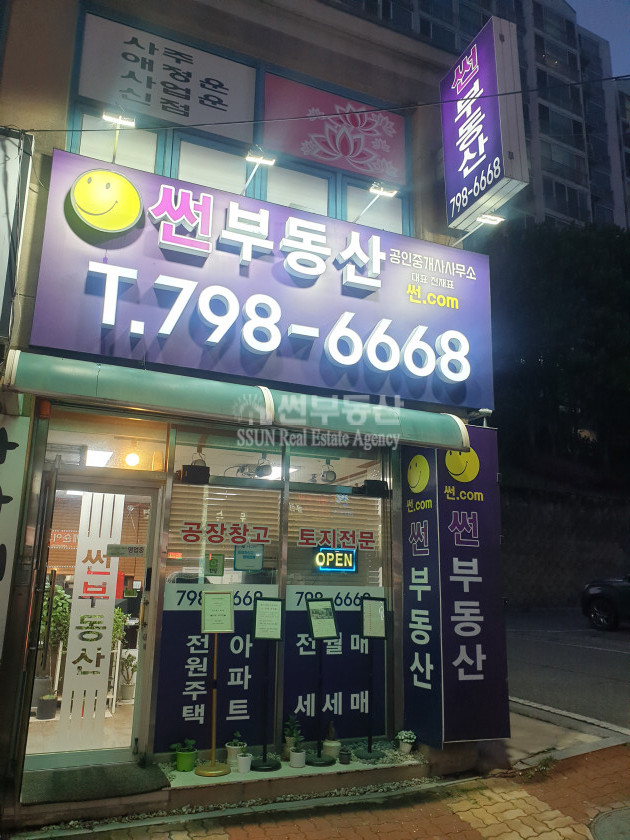 사주
애정운
사업운
신점
썬부동산
798-6668
썬부동산
공인중개사사무소
썬.com
T.798-6668
썬부동산
SSUN Real Estate Agency
공장창고
토지전문
OPEN
798-6668
798-6668
전원주택
아파트
전월매
세세매
썬부동산
썬.com
썬부동산
썬.com
썬부동산